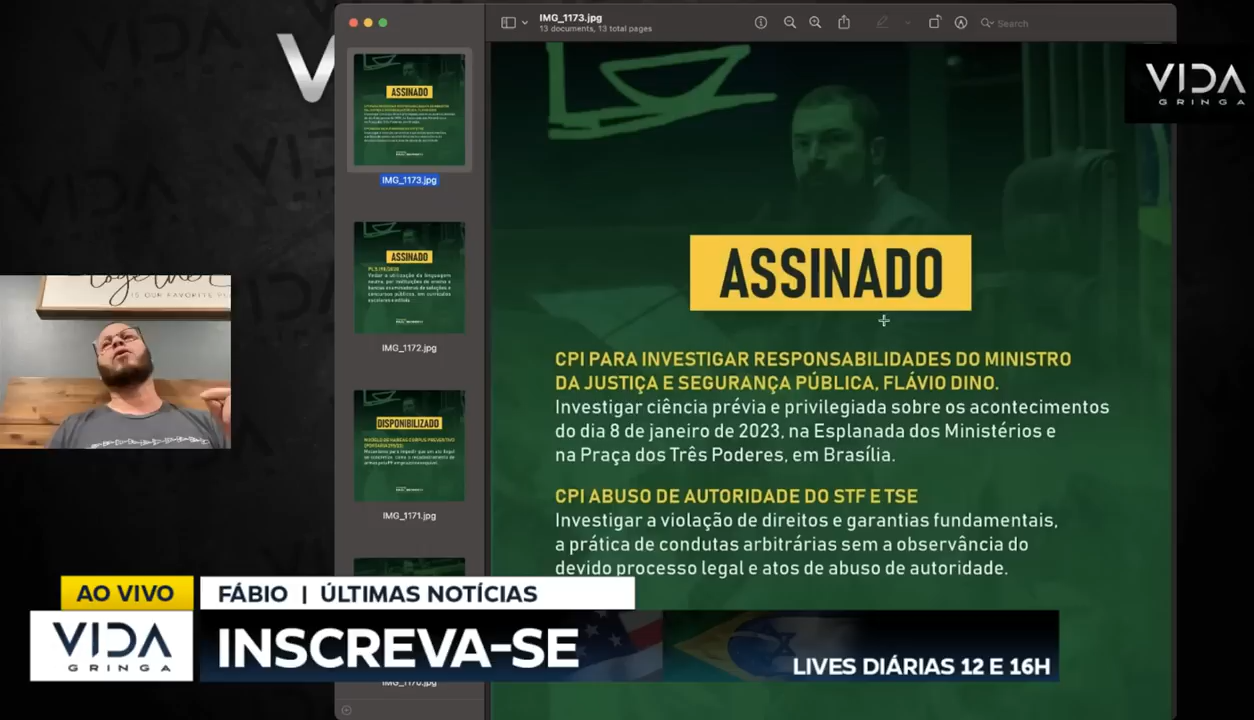 IMG_1173.jpg
13 documents, 13 total pages
Search
VIDA
GRINGA
ASSINADO
IMG_1173.jpg
ASSINADO
IMG_1172.jpg
DISPONIBILIZADO
IMG_1171.jpg
ASSINADO
CPI PARA INVESTIGAR RESPONSABILIDADES DO MINISTRO
DA JUSTIÇA E SEGURANÇA PÚBLICA, FLÁVIO DINO.
Investigar ciência prévia e privilegiada sobre os acontecimentos
do dia 8 de janeiro de 2023, na Esplanada dos Ministérios e
na Praça dos Três Poderes, em Brasília.
CPI ABUSO DE AUTORIDADE DO STF E TSE
Investigar a violação de direitos e garantias fundamentais,
a prática de condutas arbitrárias sem a observância do
devido processo legal e atos de abuso de autoridade.
together
IS OUR FAVORITE
AO VIVO
FÁBIO | ÚLTIMAS NOTÍCIAS
VIDA
GRINGA
INSCREVA-SE
LIVES DIÁRIAS 12 E 16H